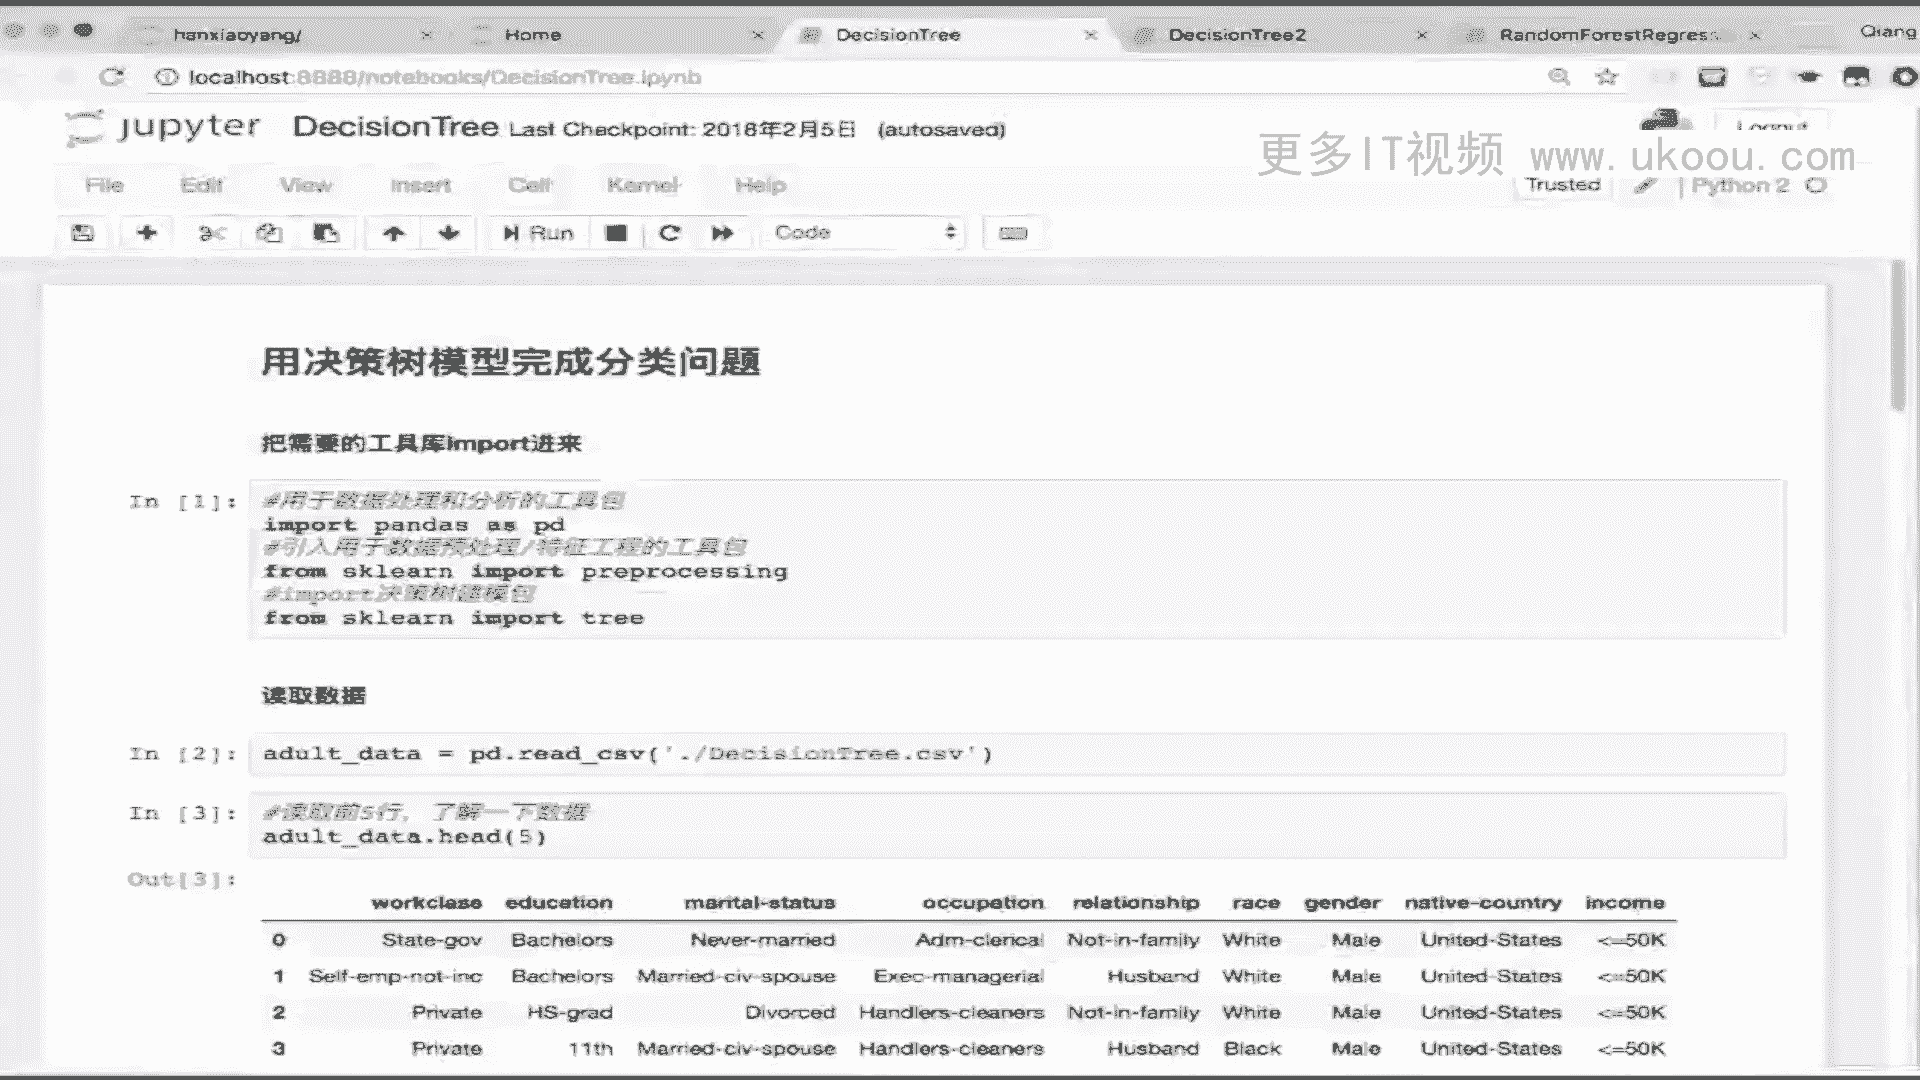 hanxiaoyang/ Home DecisionTree DecisionTree2 RandomForestRegress Qiang
localhost:8888/notebooks/DecisionTree.ipynb
jupyter DecisionTree Last Checkpoint: 2018年2月5日 (autosaved)
Logout
更多IT视频 www.ukoou.com
File Edit View Insert Cell Kernel Help Trusted Python 2
Run Code
用决策树模型完成分类问题
把需要的工具库import进来
In [1]: #用于数据处理和分析的工具包
import pandas as pd
#引入用于数据预处理/特征工程的工具包
from sklearn import preprocessing
#import决策树建模包
from sklearn import tree
读取数据
In [2]: adult_data = pd.read_csv('./DecisionTree.csv')
In [3]: #读取前5行，了解一下数据
adult_data.head(5)
Out[3]:
workclass education marital-status occupation relationship race gender native-country income
0 State-gov Bachelors Never-married Adm-clerical Not-in-family White Male United-States <=50K
1 Self-emp-not-inc Bachelors Married-civ-spouse Exec-managerial Husband White Male United-States <=50K
2 Private HS-grad Divorced Handlers-cleaners Not-in-family White Male United-States <=50K
3 Private 11th Married-civ-spouse Handlers-cleaners Husband Black Male United-States <=50K